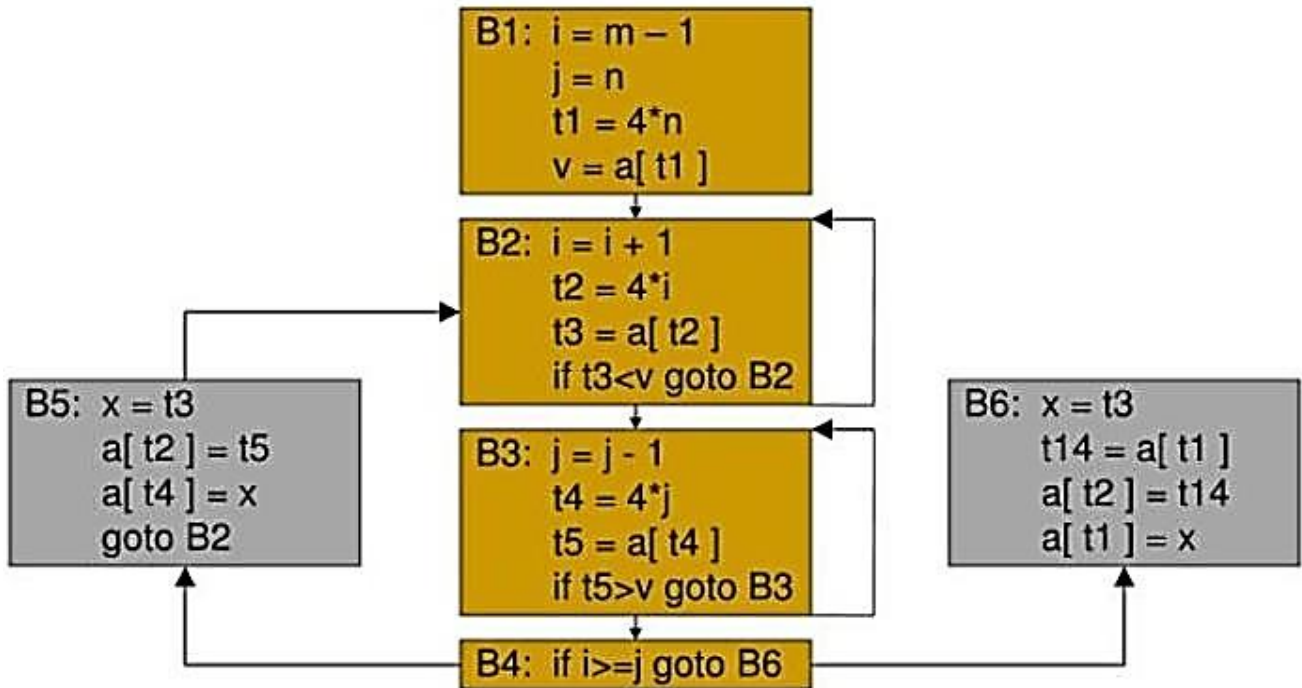 B1: i = m – 1
j = n
t1 = 4*n
v = a[ t1 ]
B2: i = i + 1
t2 = 4*i
t3 = a[ t2 ]
if t3<v goto B2
B5: x = t3
a[ t2 ] = t5
a[ t4 ] = x
goto B2
B3: j = j - 1
t4 = 4*j
t5 = a[ t4 ]
if t5>v goto B3
B6: x = t3
t14 = a[ t1 ]
a[ t2 ] = t14
a[ t1 ] = x
B4: if i>=j goto B6